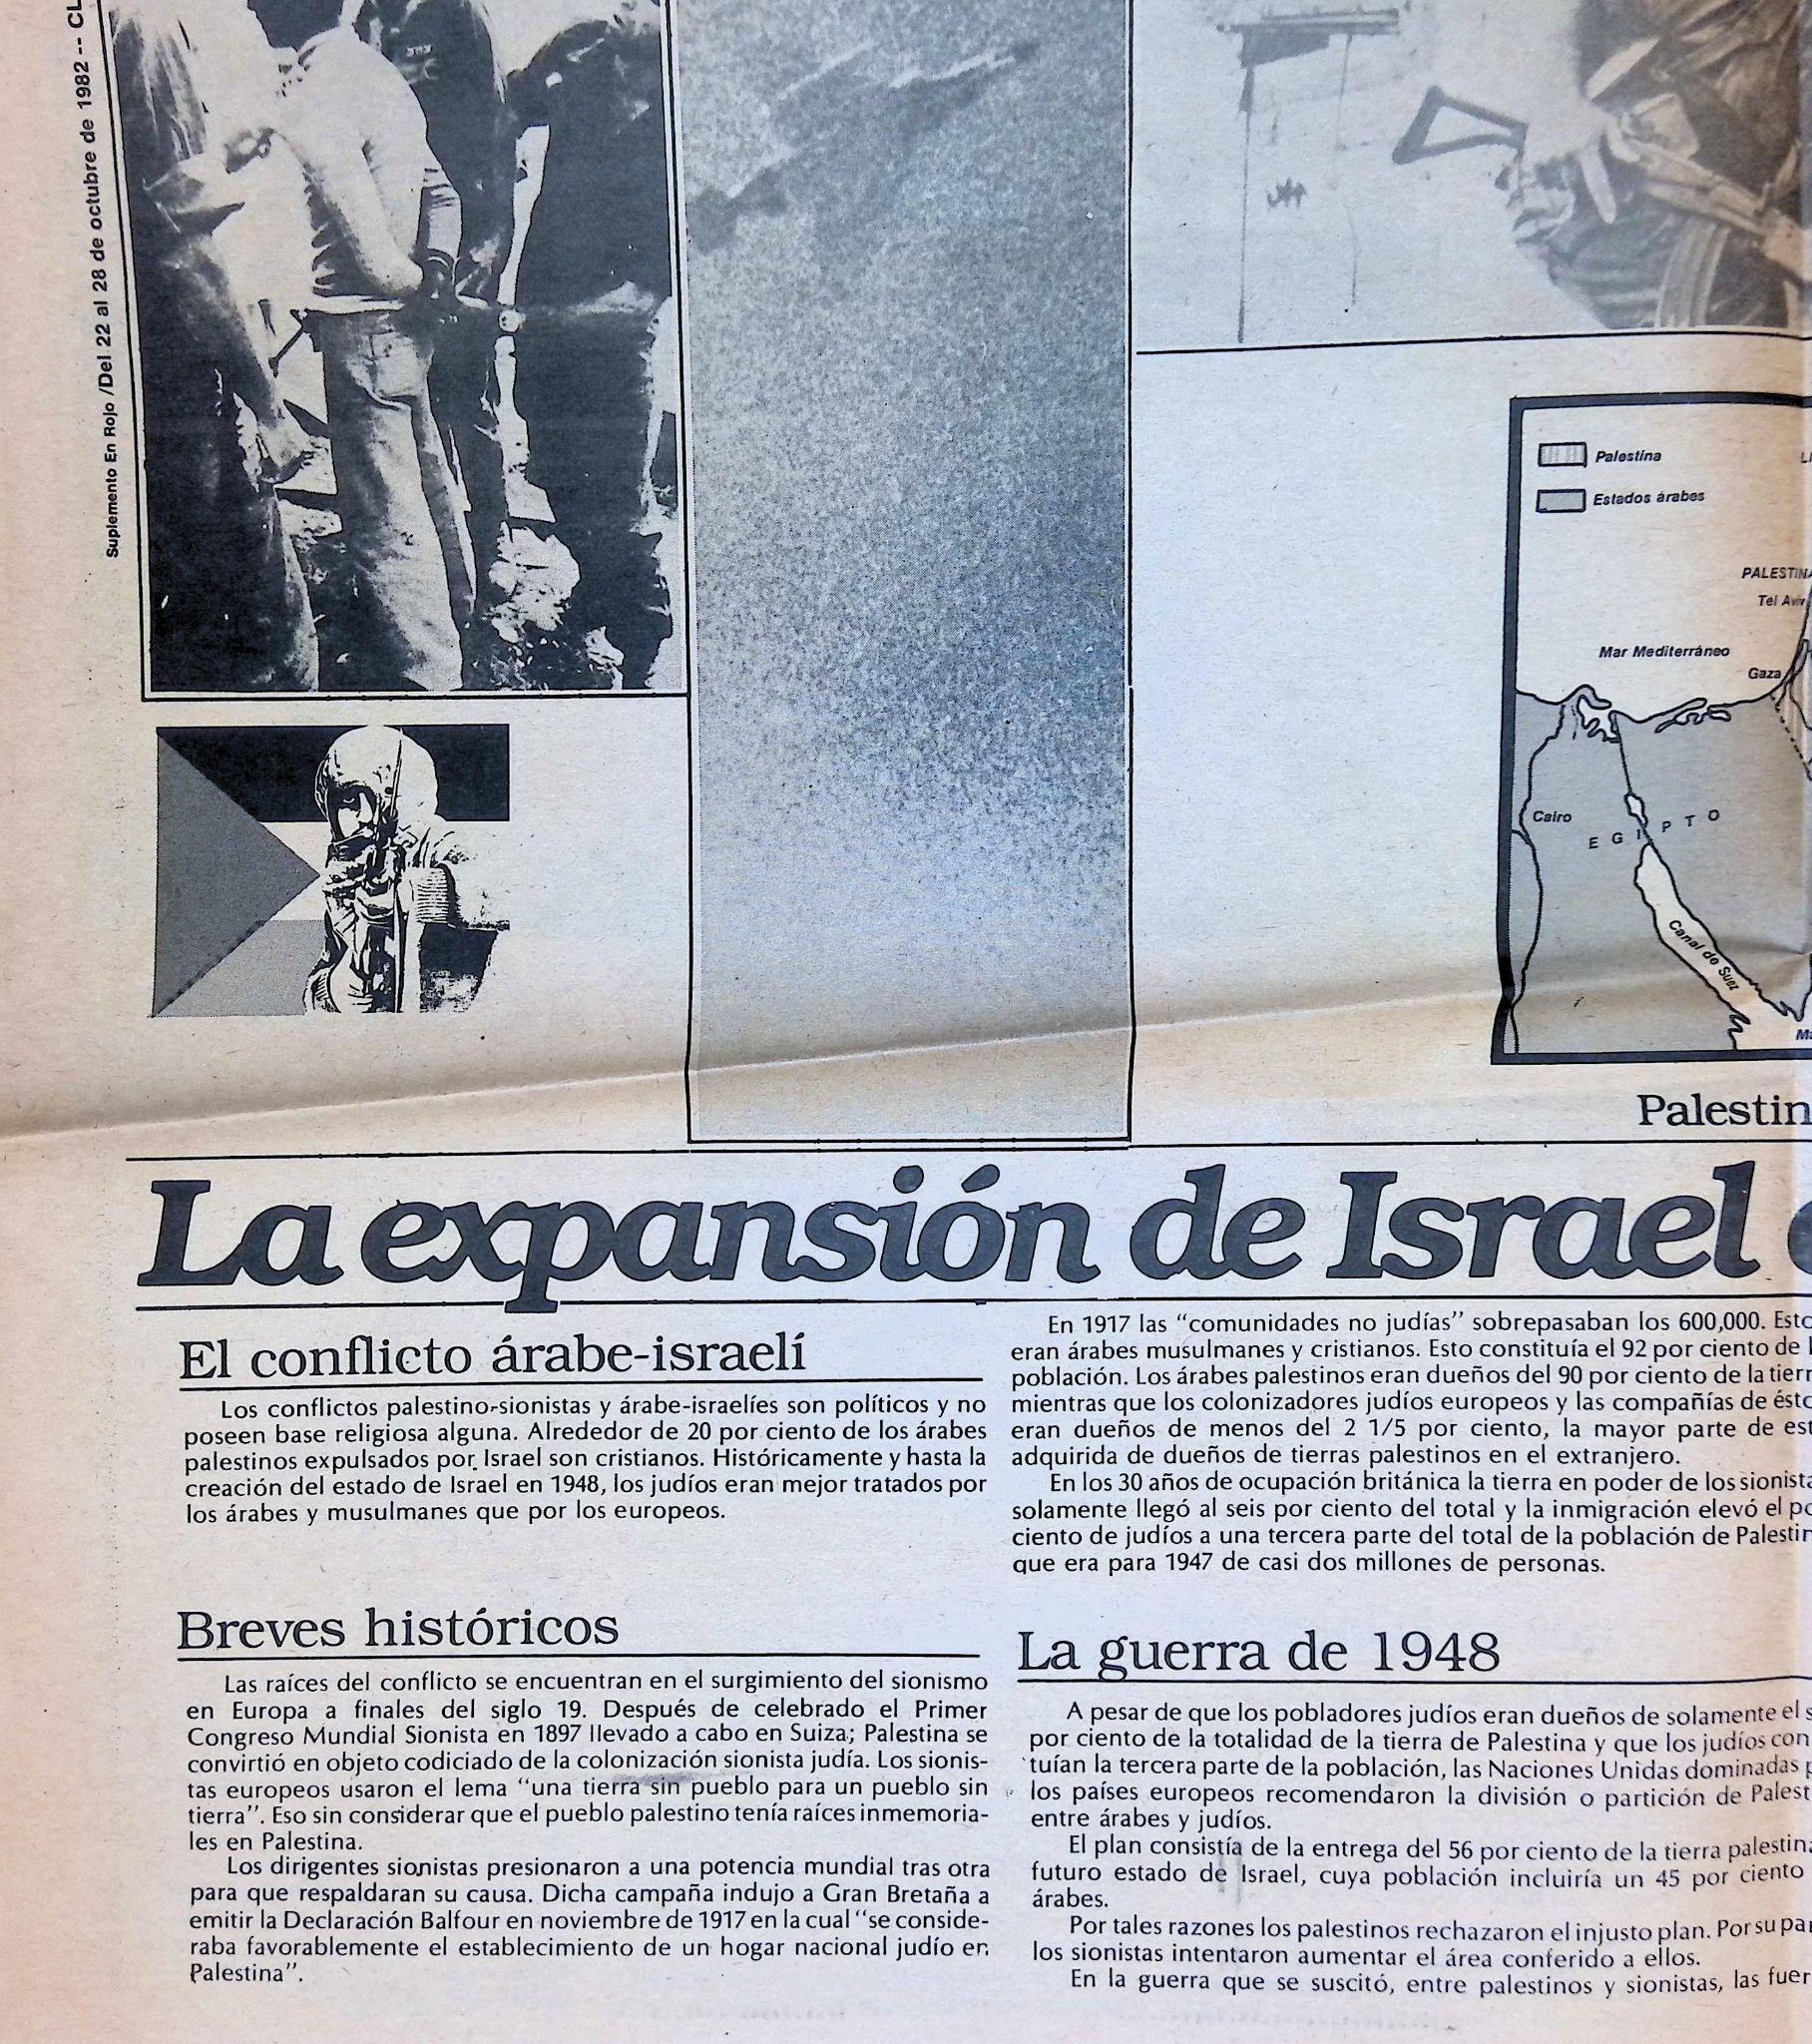 Suplemento En Rojo /Del 22 al 28 de octubre de 1982 -- CL
Palestina
Estados árabes
PALESTINA
Tel Aviv
Mar Mediterráneo
Gaza
Cairo
EGIPTO
Canal de Suez
Palestin
La expansión de Israel
El conflicto árabe-israelí
Los conflictos palestino-sionistas y árabe-israelíes son políticos y no
poseen base religiosa alguna. Alrededor de 20 por ciento de los árabes
palestinos expulsados por Israel son cristianos. Históricamente y hasta la
creación del estado de Israel en 1948, los judíos eran mejor tratados por
los árabes y musulmanes que por los europeos.
Breves históricos
Las raíces del conflicto se encuentran en el surgimiento del sionismo
en Europa a finales del siglo 19. Después de celebrado el Primer
Congreso Mundial Sionista en 1897 llevado a cabo en Suiza; Palestina se
convirtió en objeto codiciado de la colonización sionista judía. Los sionis-
tas europeos usaron el lema "una tierra sin pueblo para un pueblo sin
tierra". Eso sin considerar que el pueblo palestino tenía raíces inmemoria-
les en Palestina.
Los dirigentes sionistas presionaron a una potencia mundial tras otra
para que respaldaran su causa. Dicha campaña indujo a Gran Bretaña a
emitir la Declaración Balfour en noviembre de 1917 en la cual "se conside-
raba favorablemente el establecimiento de un hogar nacional judío en
Palestina".
En 1917 las "comunidades no judías" sobrepasaban los 600,000. Esto
eran árabes musulmanes y cristianos. Esto constituía el 92 por ciento de l
población. Los árabes palestinos eran dueños del 90 por ciento de la tierr
mientras que los colonizadores judíos europeos y las compañías de ésto
eran dueños de menos del 2 1/5 por ciento, la mayor parte de est
adquirida de dueños de tierras palestinos en el extranjero.
En los 30 años de ocupación británica la tierra en poder de los sionista
solamente llegó al seis por ciento del total y la inmigración elevó el po
ciento de judíos a una tercera parte del total de la población de Palestin
que era para 1947 de casi dos millones de personas.
La guerra de 1948
A pesar de que los pobladores judíos eran dueños de solamente el s
por ciento de la totalidad de la tierra de Palestina y que los judíos con
tuían la tercera parte de la población, las Naciones Unidas dominadas p
los países europeos recomendaron la división o partición de Palest
entre árabes y judíos.
El plan consistía de la entrega del 56 por ciento de la tierra palestina
futuro estado de Israel, cuya población incluiría un 45 por ciento
árabes.
Por tales razones los palestinos rechazaron el injusto plan. Por su par
los sionistas intentaron aumentar el área conferido a ellos.
En la guerra que se suscitó, entre palestinos y sionistas, las fuer